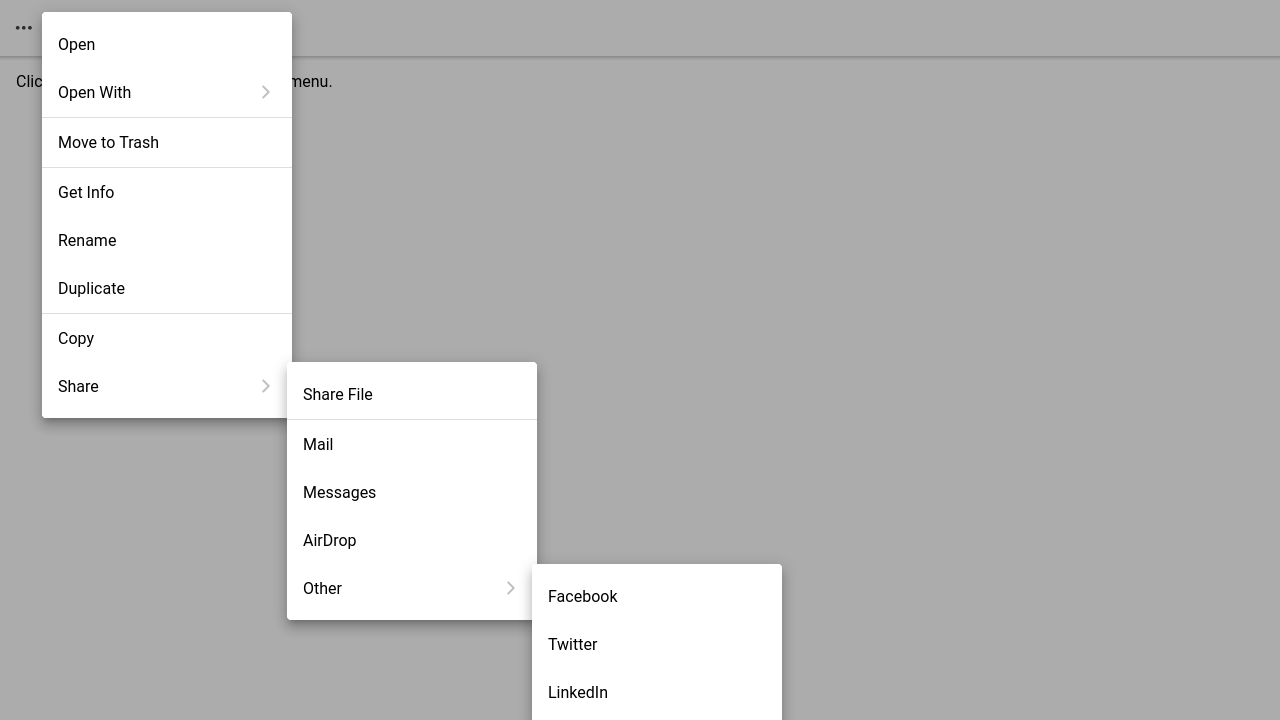 Open
Clic
menu.
Open With
Move to Trash
Get Info
Rename
Duplicate
Copy
Share
Share File
Mail
Messages
AirDrop
Other
Facebook
Twitter
LinkedIn